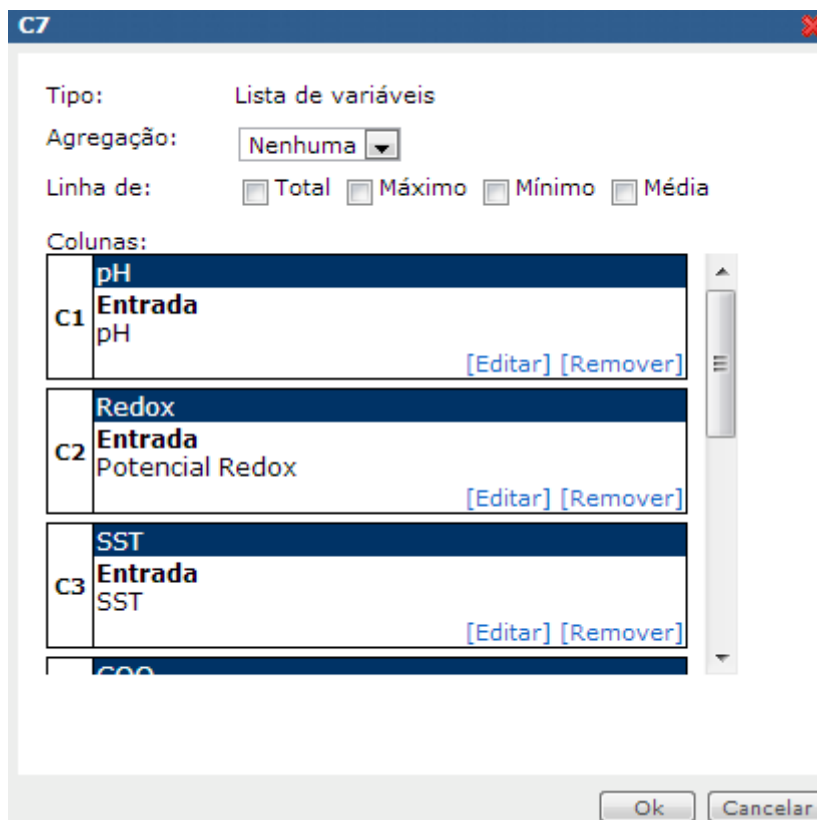 C7
Tipo: Lista de variáveis
Agregação: Nenhuma
Linha de: Total Máximo Mínimo Média
Colunas:
pH
C1 Entrada
pH
[Editar] [Remover]
Redox
C2 Entrada
Potencial Redox
[Editar] [Remover]
SST
C3 Entrada
SST
[Editar] [Remover]
Ok Cancelar